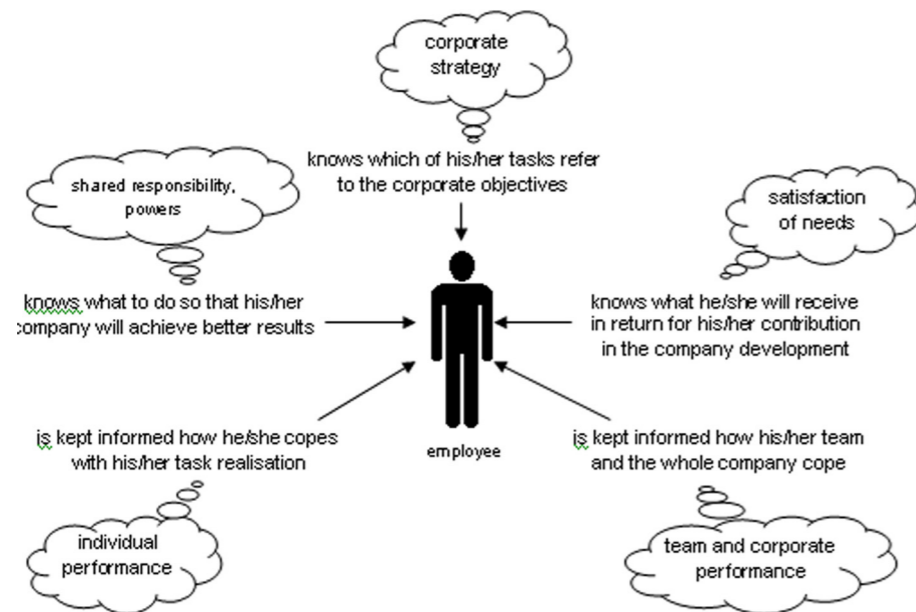 corporate
strategy
knows which of his/her tasks refer
to the corporate objectives
shared responsibility,
powers
knows what to do so that his/her
company will achieve better results
satisfaction
of needs
knows what he/she will receive
in return for his/her contribution
in the company development
is kept informed how he/she copes
with his/her task realisation
individual
performance
employee
is kept informed how his/her team
and the whole company cope
team and corporate
performance